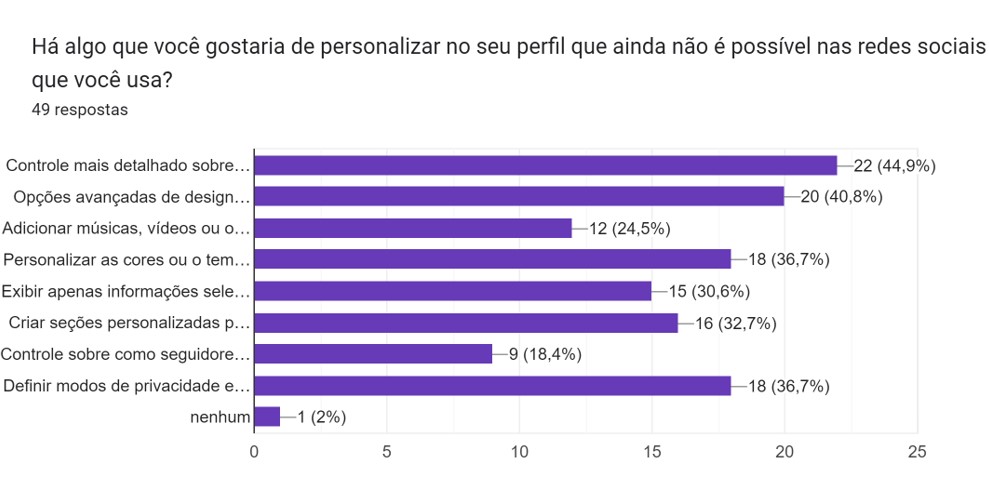 Há algo que você gostaria de personalizar no seu perfil que ainda não é possível nas redes sociais
que você usa?
49 respostas
Controle mais detalhado sobre… 22 (44,9%)
Opções avançadas de design… 20 (40,8%)
Adicionar músicas, vídeos ou o… 12 (24,5%)
Personalizar as cores ou o tem… 18 (36,7%)
Exibir apenas informações sele… 15 (30,6%)
Criar seções personalizadas p… 16 (32,7%)
Controle sobre como seguidore… 9 (18,4%)
Definir modos de privacidade e… 18 (36,7%)
nenhum 1 (2%)
0 5 10 15 20 25